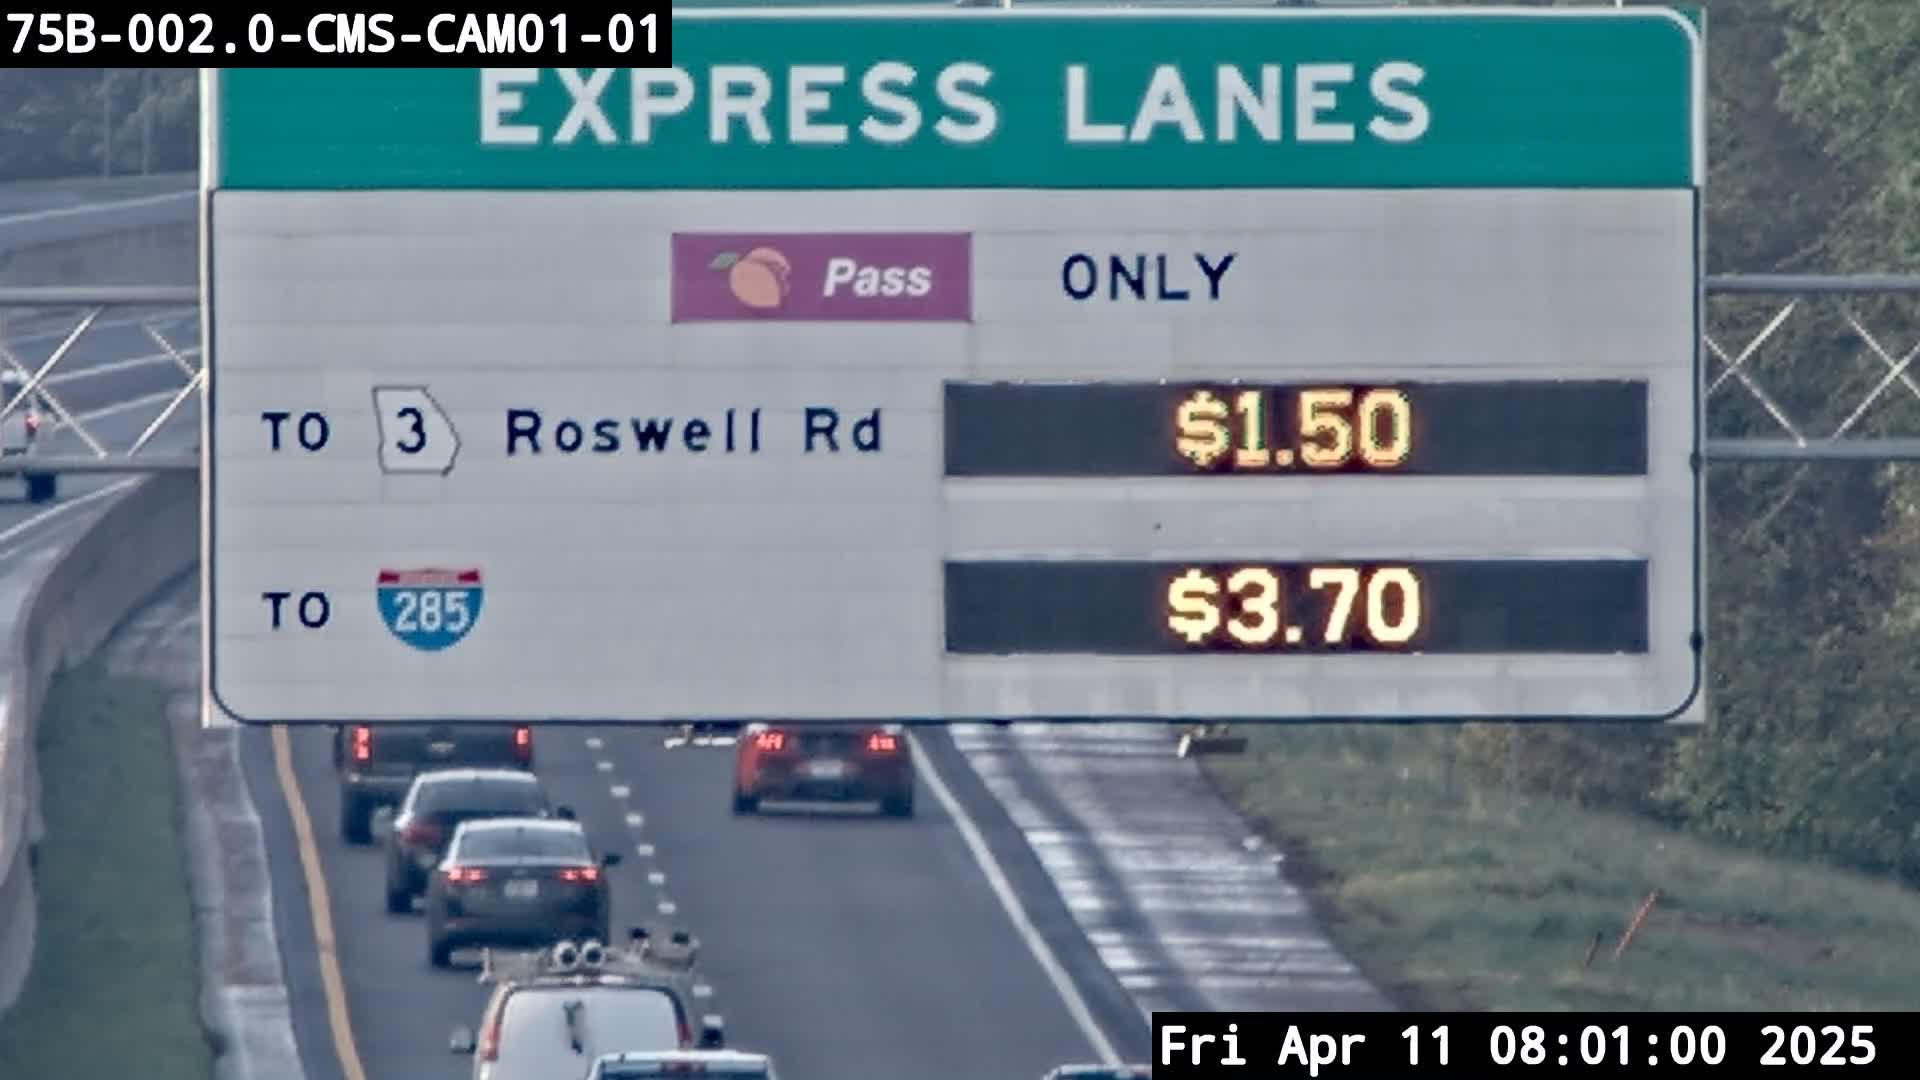 75B-002.0-CMS-CAM01-01
EXPRESS LANES
Pass ONLY
TO 3 Roswell Rd $1.50
TO 285 $3.70
Fri Apr 11 08:01:00 2025